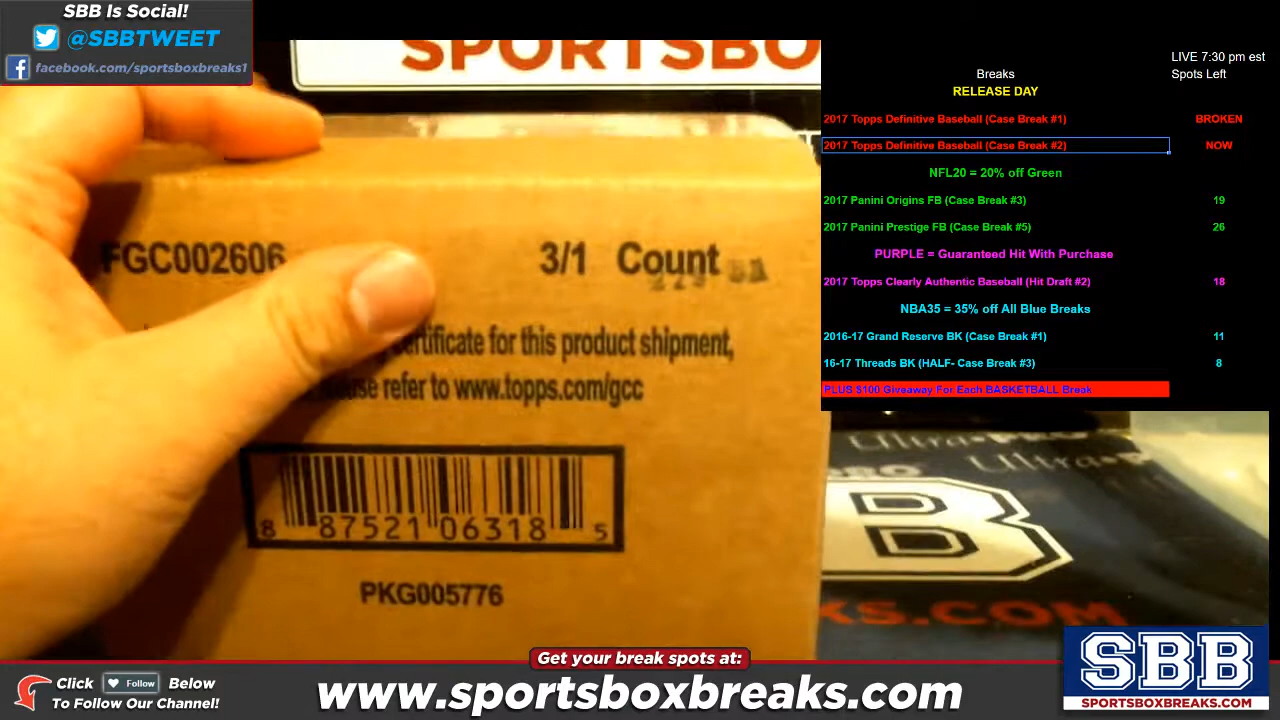 SBB Is Social!
@SBBTWEET
facebook.com/sportsboxbreaks1
SPORTSBO
LIVE 7:30 pm est
Breaks Spots Left
RELEASE DAY
2017 Topps Definitive Baseball (Case Break #1) BROKEN
2017 Topps Definitive Baseball (Case Break #2) NOW
NFL20 = 20% off Green
2017 Panini Origins FB (Case Break #3) 19
2017 Panini Prestige FB (Case Break #5) 26
PURPLE = Guaranteed Hit With Purchase
2017 Topps Clearly Authentic Baseball (Hit Draft #2) 18
NBA35 = 35% off All Blue Breaks
2016-17 Grand Reserve BK (Case Break #1) 11
16-17 Threads BK (HALF- Case Break #3) 8
PLUS $100 Giveaway For Each BASKETBALL Break
FGC002606 3/1 Count
certificate for this product shipment,
please refer to www.topps.com/gcc
8 87521 06318 5
PKG005776
Ultra-PRO Ultra-P
B
KS.COM
Get your break spots at:
www.sportsboxbreaks.com
Click Follow Below
To Follow Our Channel!
SBB
SPORTSBOXBREAKS.COM